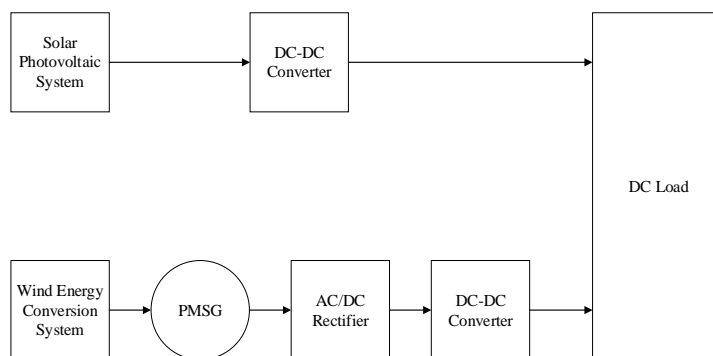 Solar
Photovoltaic
System
DC-DC
Converter
DC Load
Wind Energy
Conversion
System
PMSG
AC/DC
Rectifier
DC-DC
Converter